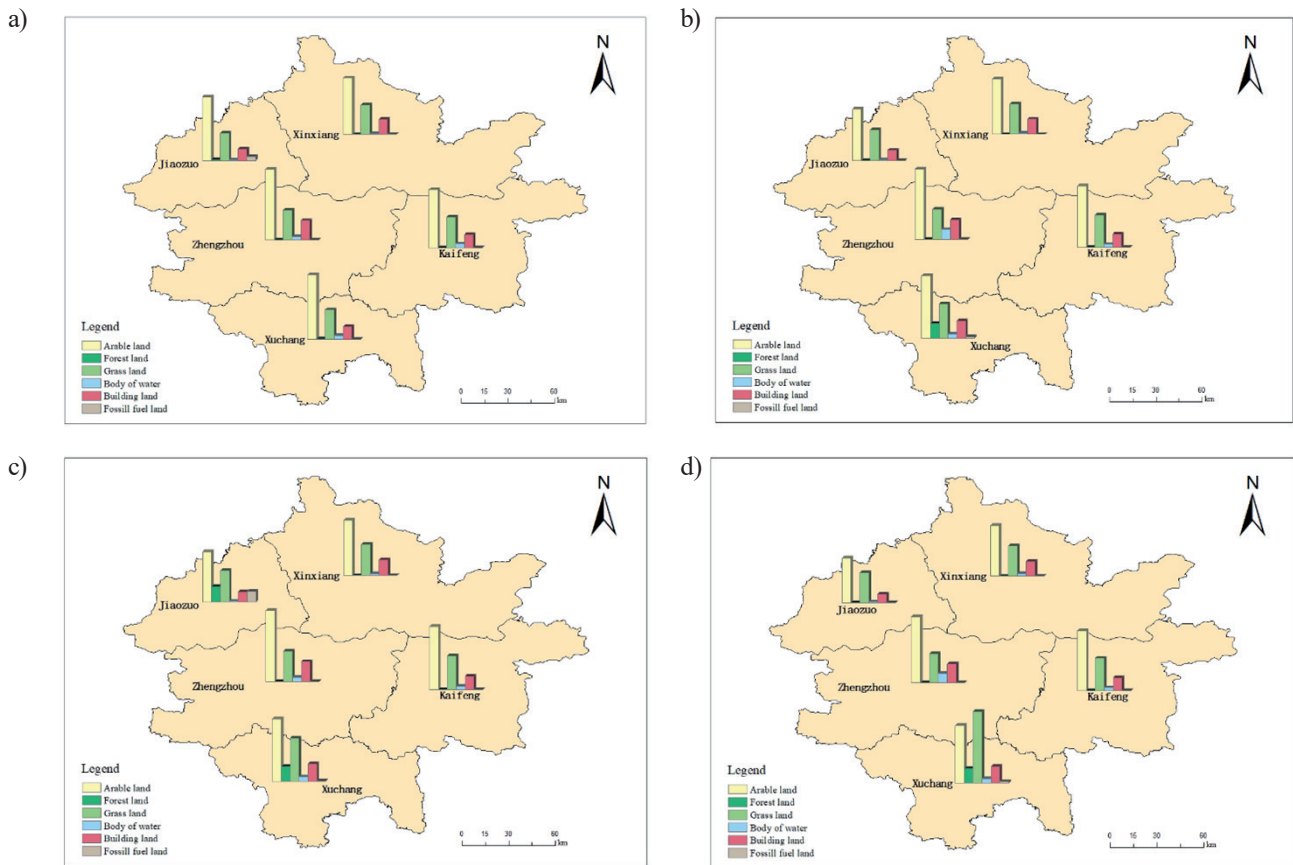 a)
N
Xinxiang
Jiaozuo
Zhengzhou
Kaifeng
Xuchang
Legend
Arable land
Forest land
Grass land
Body of water
Building land
Fossill fuel land
0 15 30 60
km
b)
N
Xinxiang
Jiaozuo
Zhengzhou
Kaifeng
Xuchang
Legend
Arable land
Forest land
Grass land
Body of water
Building land
Fossill fuel land
0 15 30 60
km
c)
N
Xinxiang
Jiaozuo
Zhengzhou
Kaifeng
Xuchang
Legend
Arable land
Forest land
Grass land
Body of water
Building land
Fossill fuel land
0 15 30 60
km
d)
N
Xinxiang
Jiaozuo
Zhengzhou
Kaifeng
Xuchang
Legend
Arable land
Forest land
Grass land
Body of water
Building land
Fossill fuel land
0 15 30 60
km